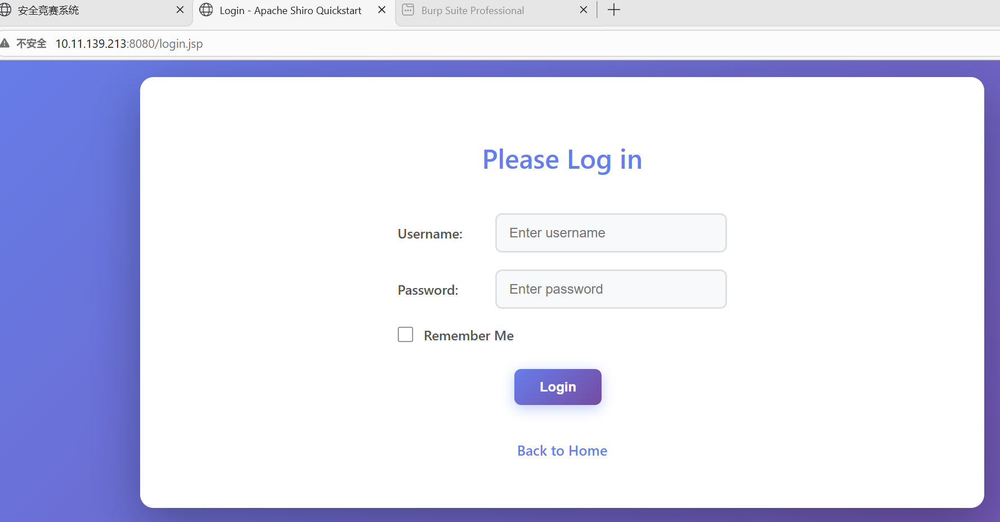 安全竞赛系统
Login - Apache Shiro Quickstart
Burp Suite Professional
不安全 10.11.139.213:8080/login.jsp
Please Log in
Username: Enter username
Password: Enter password
Remember Me
Login
Back to Home